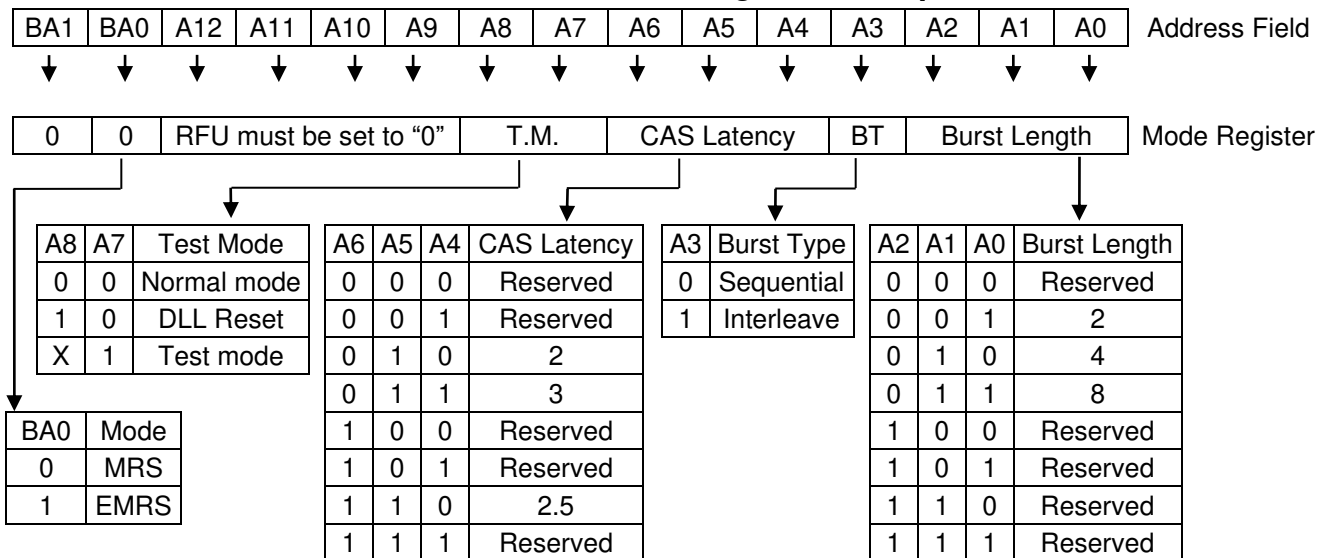 BA1 BA0 A12 A11 A10 A9 A8 A7 A6 A5 A4 A3 A2 A1 A0 Address Field
0 0 RFU must be set to “0” T.M. CAS Latency BT Burst Length Mode Register
A8 A7 Test Mode
0 0 Normal mode
1 0 DLL Reset
X 1 Test mode
A6 A5 A4 CAS Latency
0 0 0 Reserved
0 0 1 Reserved
0 1 0 2
0 1 1 3
1 0 0 Reserved
1 0 1 Reserved
1 1 0 2.5
1 1 1 Reserved
A3 Burst Type
0 Sequential
1 Interleave
A2 A1 A0 Burst Length
0 0 0 Reserved
0 0 1 2
0 1 0 4
0 1 1 8
1 0 0 Reserved
1 0 1 Reserved
1 1 0 Reserved
1 1 1 Reserved
BA0 Mode
0 MRS
1 EMRS